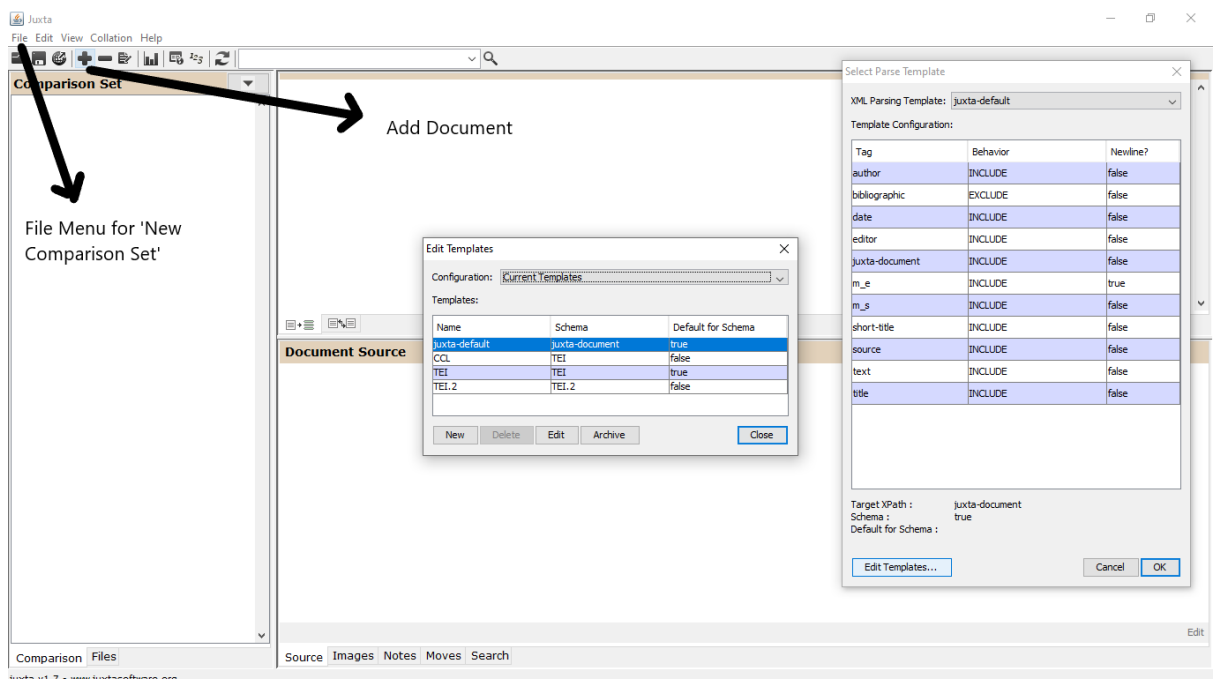 Juxta
File Edit View Collation Help
Comparison Set
Add Document
File Menu for 'New
Comparison Set'
Document Source
Edit Templates
Configuration: Current Templates
Templates:
Name Schema Default for Schema
juxta-default juxta-document true
CCL TEI false
TEI TEI true
TEI.2 TEI.2 false
New Delete Edit Archive Close
Select Parse Template
XML Parsing Template: juxta-default
Template Configuration:
Tag Behavior Newline?
author INCLUDE false
bibliographic EXCLUDE false
date INCLUDE false
editor INCLUDE false
juxta-document INCLUDE false
m_e INCLUDE true
m_s INCLUDE false
short-title INCLUDE false
source INCLUDE false
text INCLUDE false
title INCLUDE false
Target XPath : juxta-document
Schema : true
Default for Schema :
Edit Templates... Cancel OK
Edit
Comparison Files
Source Images Notes Moves Search
juxta v1.7 • www.juxtasoftware.org